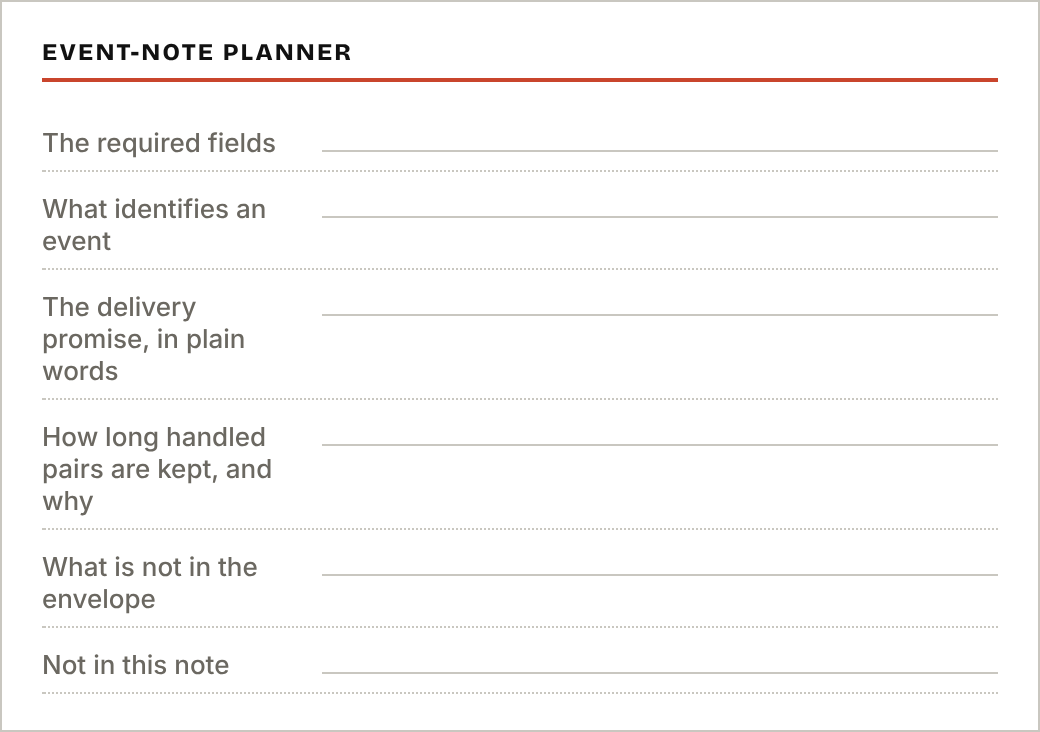 EVENT-NOTE PLANNER
The required fields
What identifies an
event
The delivery
promise, in plain
words
How long handled
pairs are kept, and
why
What is not in the
envelope
Not in this note